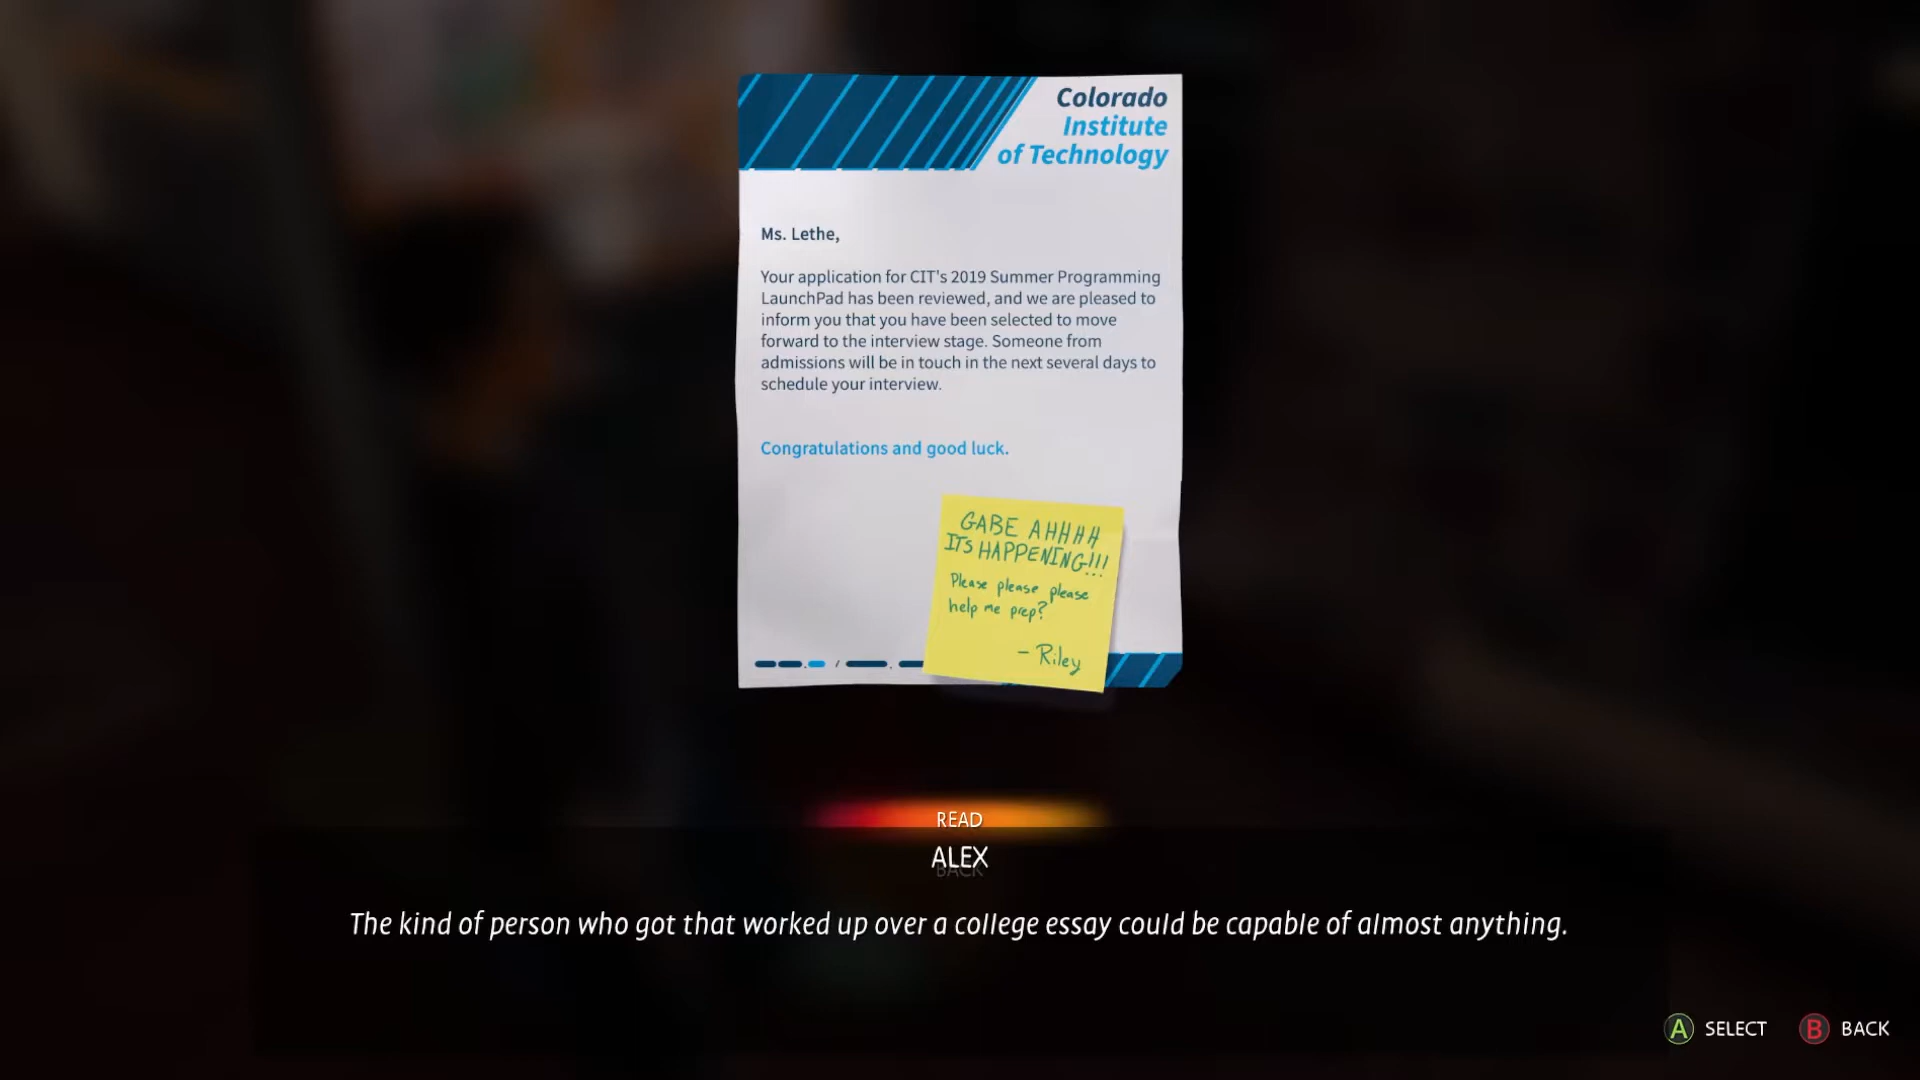 Colorado
Institute
of Technology
Ms. Lethe,
Your application for CIT's 2019 Summer Programming
LaunchPad has been reviewed, and we are pleased to
inform you that you have been selected to move
forward to the interview stage. Someone from
admissions will be in touch in the next several days to
schedule your interview.
Congratulations and good luck.
GABE AHHHH
ITS HAPPENING!!!
Please please please
help me prep?
- Riley
READ
ALEX
BACK
The kind of person who got that worked up over a college essay could be capable of almost anything.
A SELECT B BACK